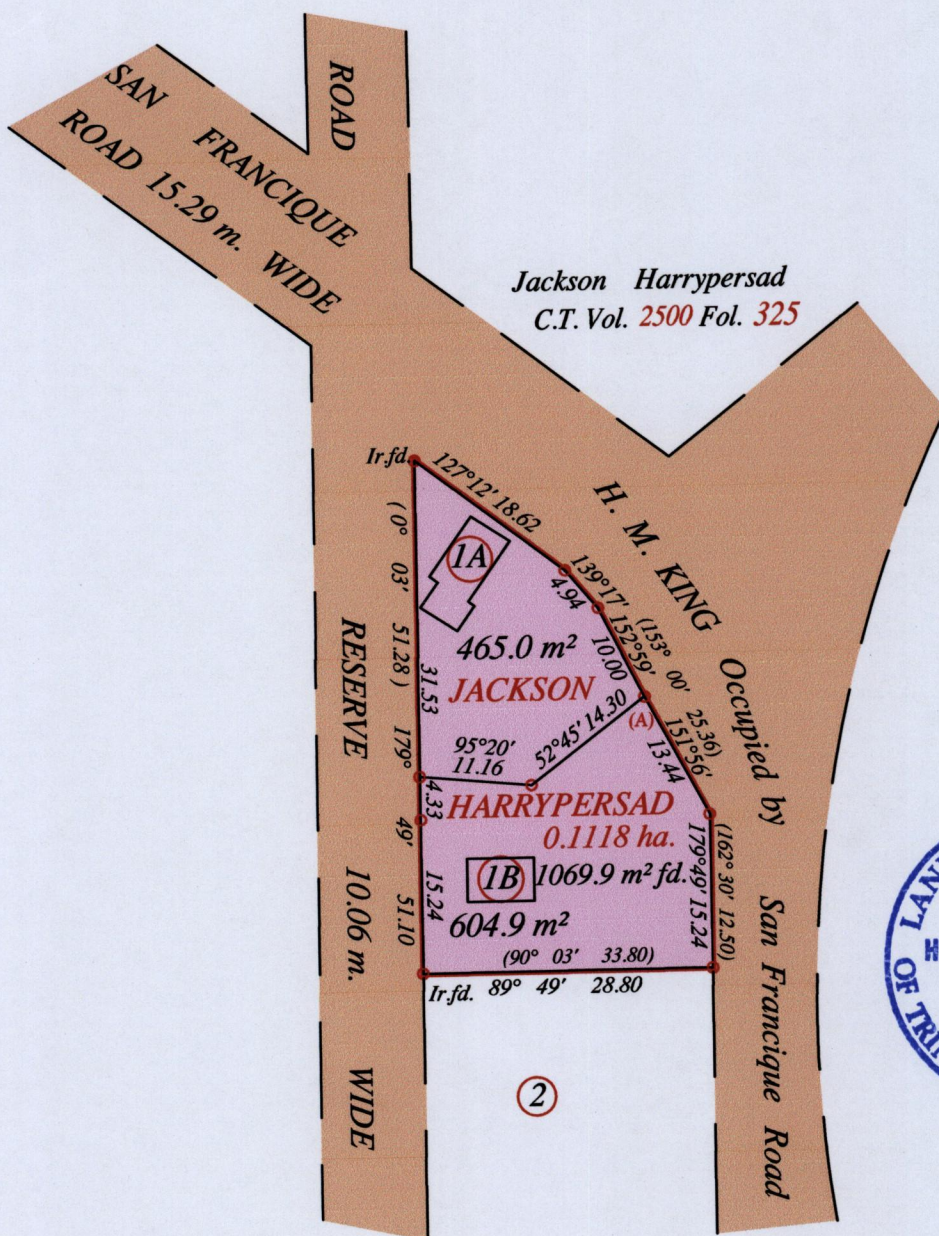 ROAD
SAN FRANCIQUE
ROAD 15.29 m. WIDE
Jackson Harrypersad
C.T. Vol. 2500 Fol. 325
Ir.fd.
127°12' 18.62
H. M. KING
139°17'
4.94
1A
(0° 03' 51.28)
152°59'
10.00
(153° 00' 25.36)
Occupied by San Francique Road
465.0 m²
JACKSON
31.53
RESERVE 10.06 m. WIDE
(A)
52°45' 14.30
151°56'
13.44
95°20'
11.16
179° 49' 51.10
4.33
HARRYPERSAD
0.1118 ha.
1B
1069.9 m² fd.
179°49' 15.24
(162° 30' 12.50)
15.24
604.9 m²
(90° 03' 33.80)
Ir.fd.
89° 49' 28.80
2
OF